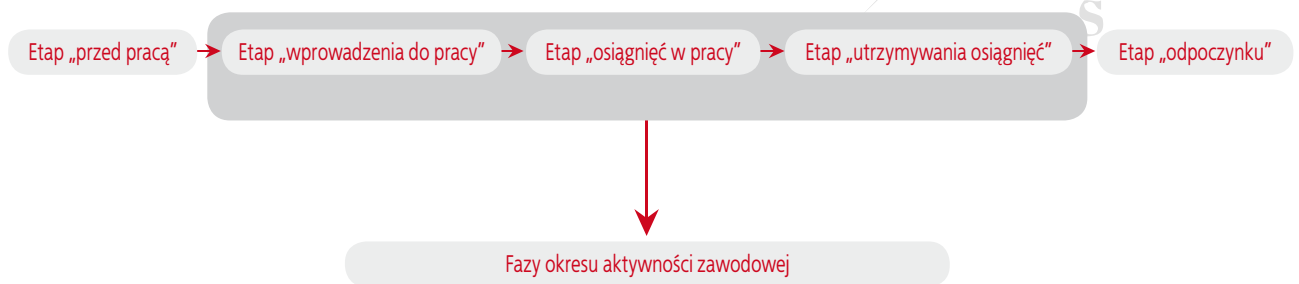 Etap „przed pracą”
Etap „wprowadzenia do pracy”
Etap „osiągnięć w pracy”
Etap „utrzymywania osiągnięć”
Etap „odpoczynku”
Fazy okresu aktywności zawodowej